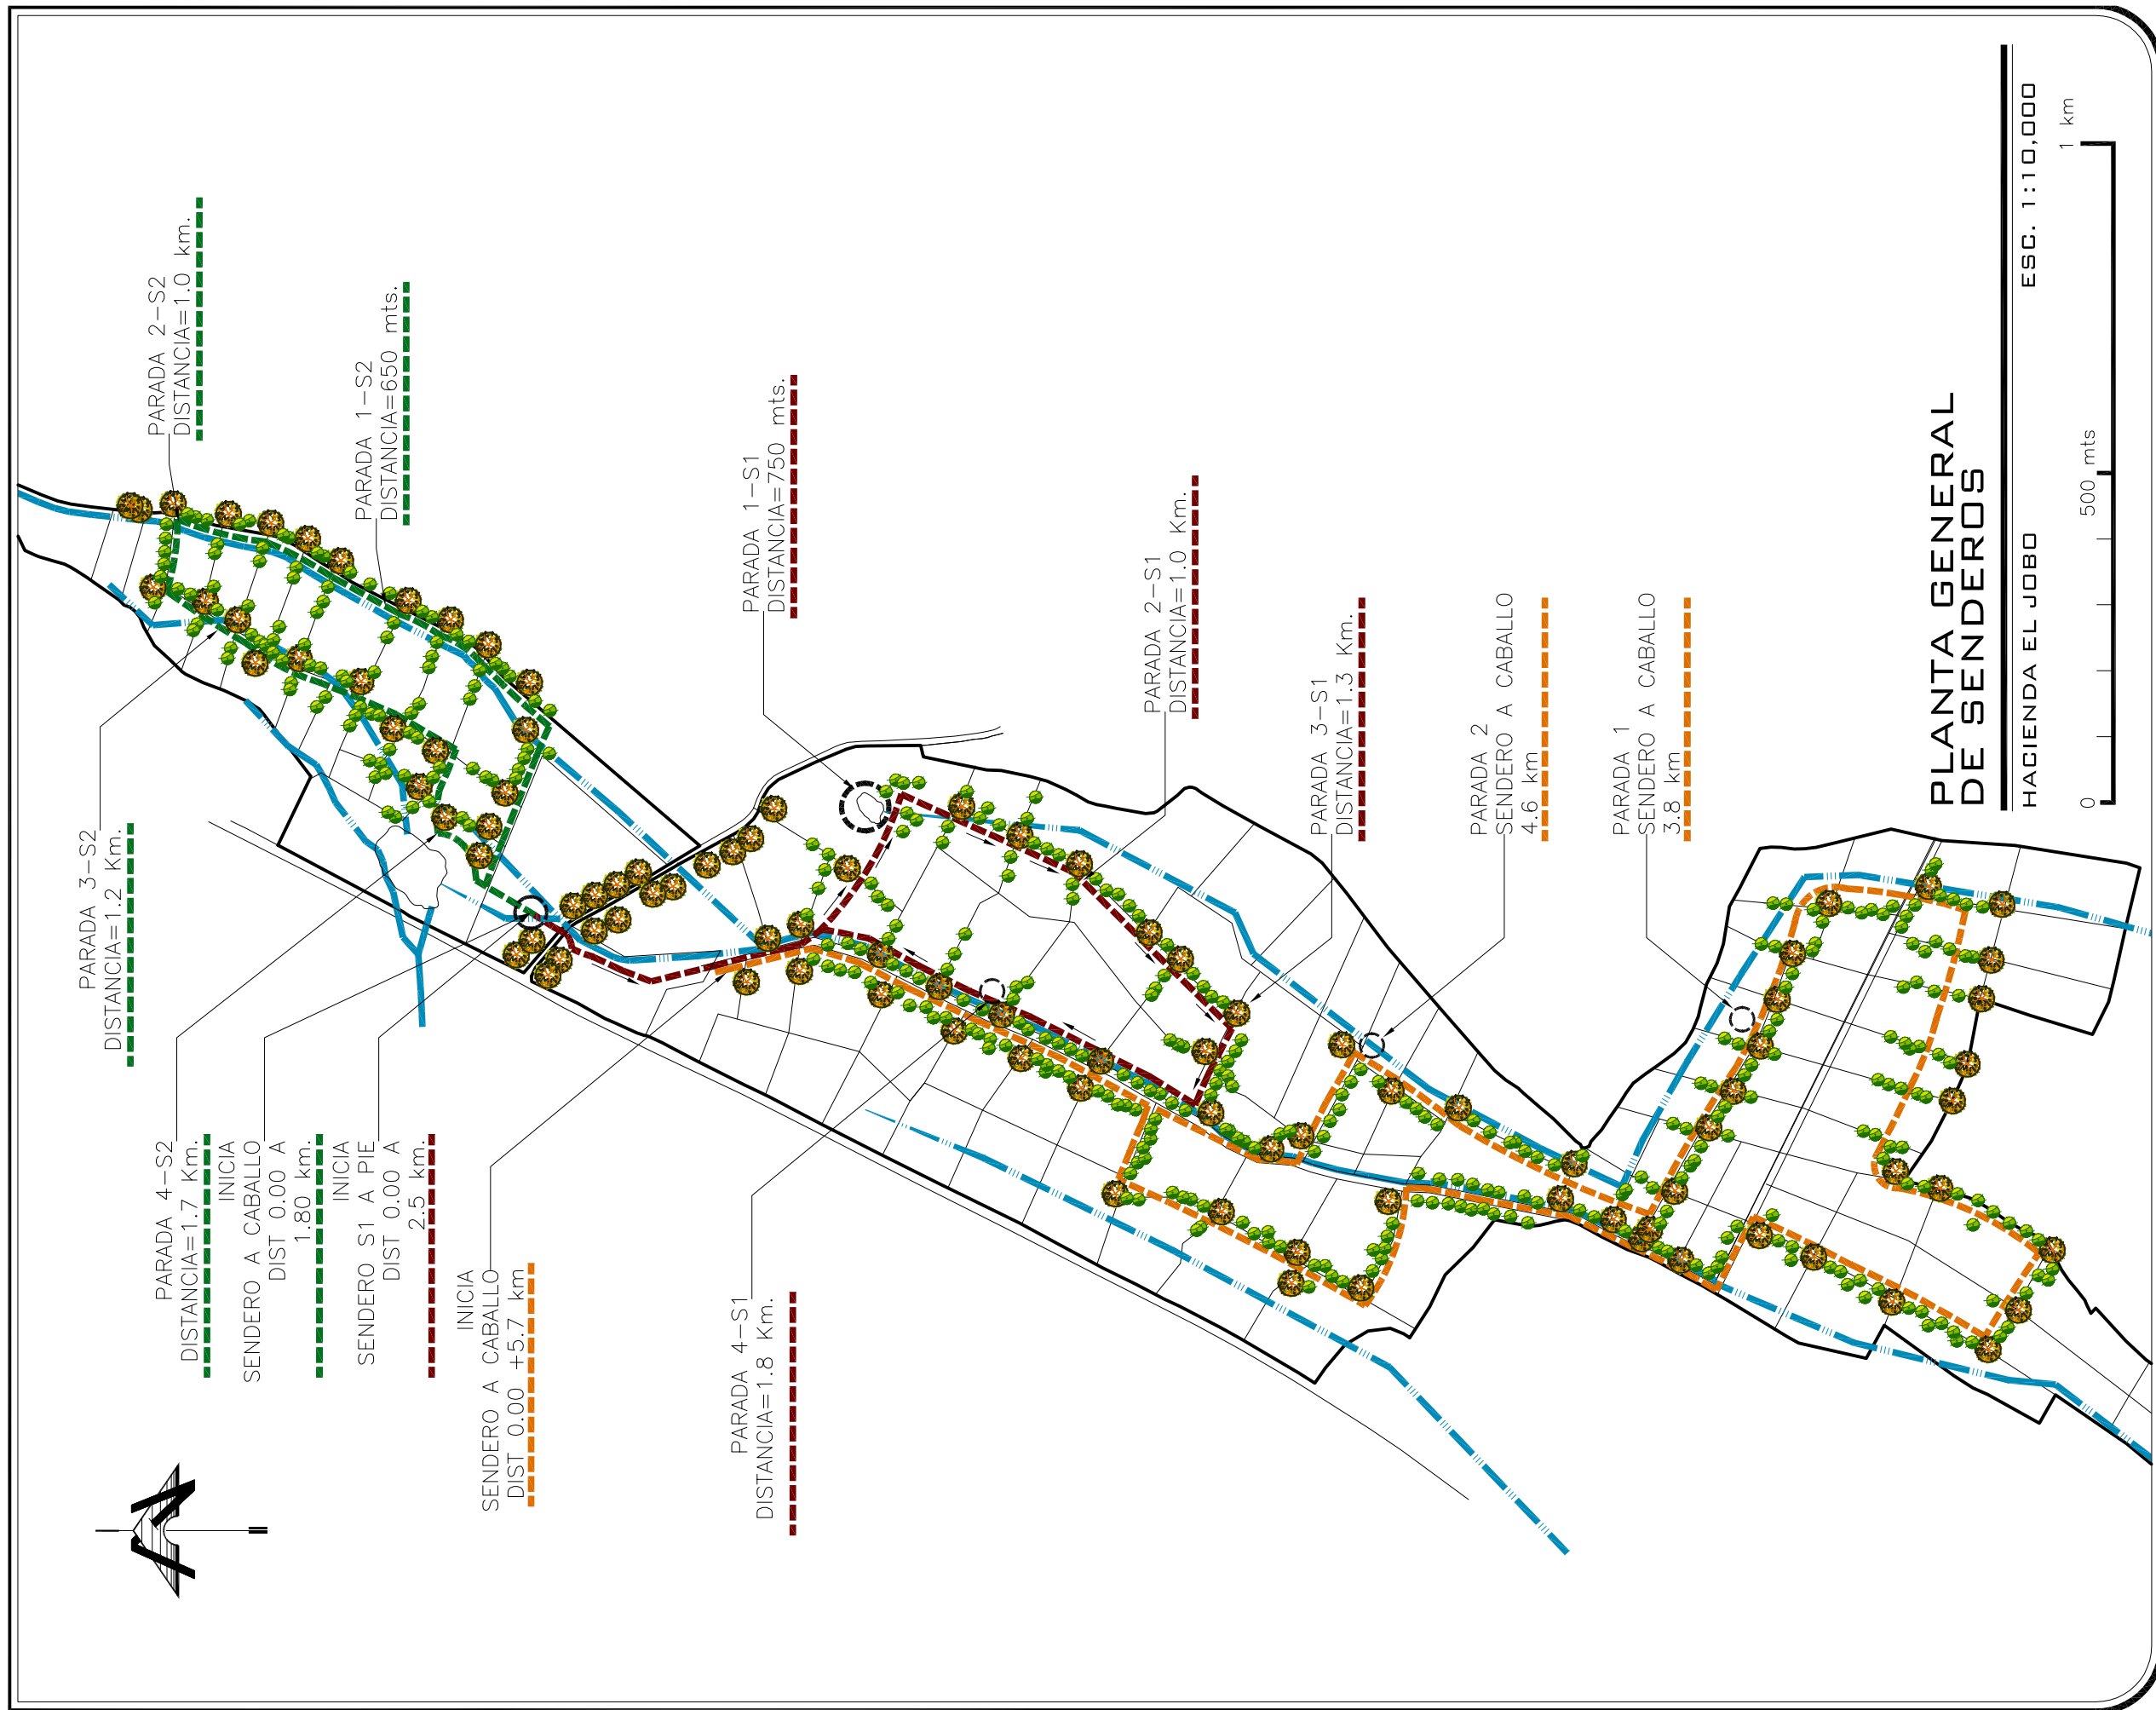 PARADA 2-S2
DISTANCIA=1.0 km.
PARADA 1-S2
DISTANCIA=650 mts.
PARADA 1-S1
DISTANCIA=750 mts.
PARADA 2-S1
DISTANCIA=1.0 Km.
PARADA 3-S1
DISTANCIA=1.3 Km.
PARADA 2
SENDERO A CABALLO
4.6 km
PARADA 1
SENDERO A CABALLO
3.8 km
PARADA 3-S2
DISTANCIA=1.2 Km.
PARADA 4-S2
DISTANCIA=1.7 Km.
INICIA
SENDERO A CABALLO
DIST 0.00 A
1.80 km.
INICIA
SENDERO S1 A PIE
DIST 0.00 A
2.5 km.
INICIA
SENDERO A CABALLO
DIST 0.00 +5.7 km
PARADA 4-S1
DISTANCIA=1.8 Km.
PLANTA GENERAL
DE SENDEROS
HACIENDA EL JOBO
ESC. 1:10,000
0
500 mts
1 km